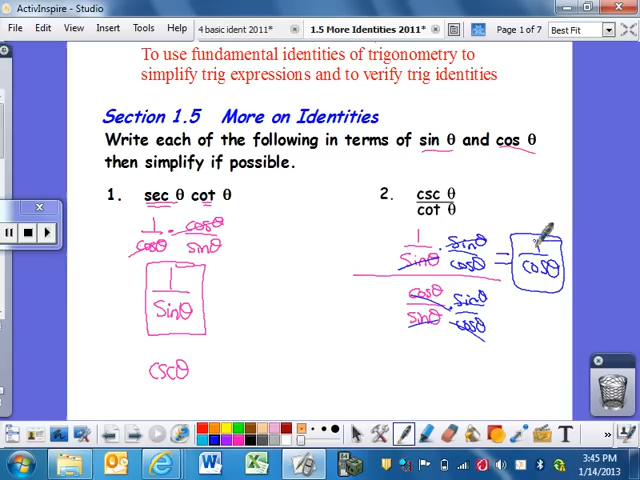 ActivInspire - Studio
File Edit View Insert Tools Help 4 basic ident 2011* 1.5 More Identities 2011* Page 1 of 7 Best Fit
To use fundamental identities of trigonometry to
simplify trig expressions and to verify trig identities
Section 1.5 More on Identities
Write each of the following in terms of sin θ and cos θ
then simplify if possible.
1. sec θ cot θ
2. csc θ
cot θ
1 · cosθ
cosθ sinθ
1
sinθ
cscθ
1 · sinθ = 1
sinθ cosθ cosθ
cosθ · sinθ
sinθ cosθ
3:45 PM
1/14/2013